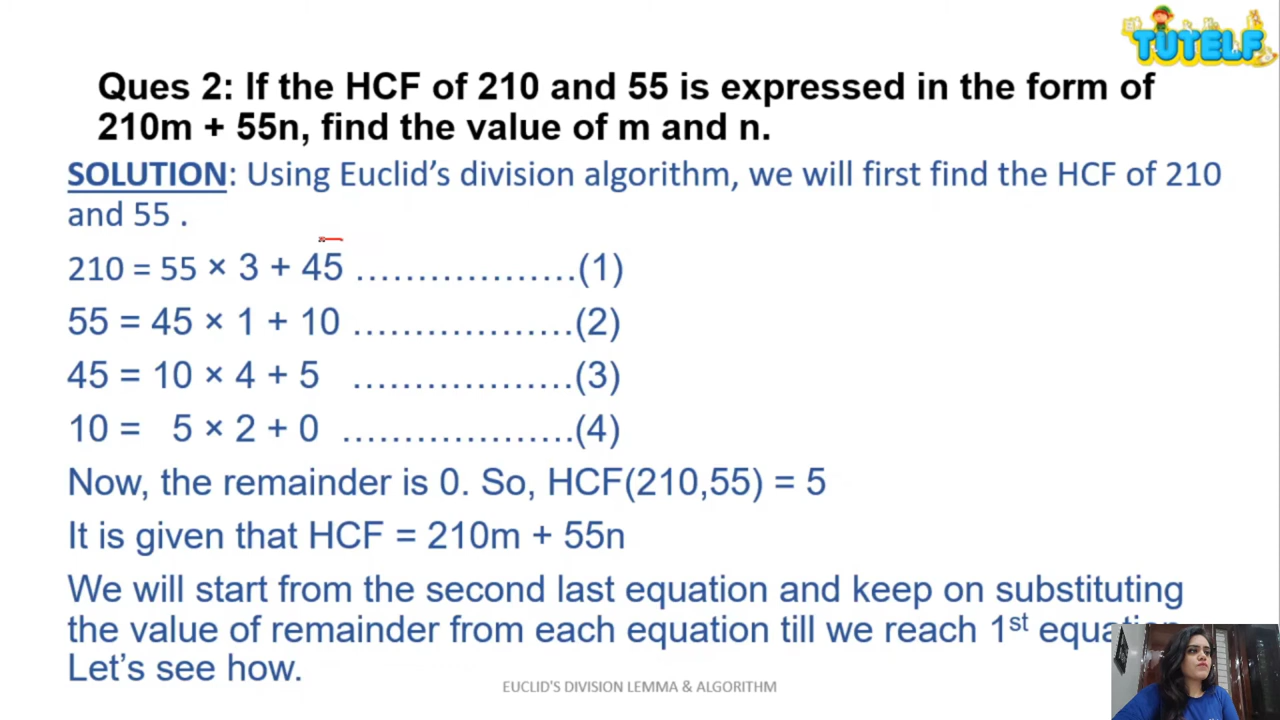 TUTELF
Ques 2: If the HCF of 210 and 55 is expressed in the form of
210m + 55n, find the value of m and n.
SOLUTION: Using Euclid’s division algorithm, we will first find the HCF of 210
and 55 .
210 = 55 × 3 + 45 ………………(1)
55 = 45 × 1 + 10 ………………(2)
45 = 10 × 4 + 5 ………………(3)
10 = 5 × 2 + 0 ………………(4)
Now, the remainder is 0. So, HCF(210,55) = 5
It is given that HCF = 210m + 55n
We will start from the second last equation and keep on substituting
the value of remainder from each equation till we reach 1st
Let’s see how.
EUCLID'S DIVISION LEMMA & ALGORITHM